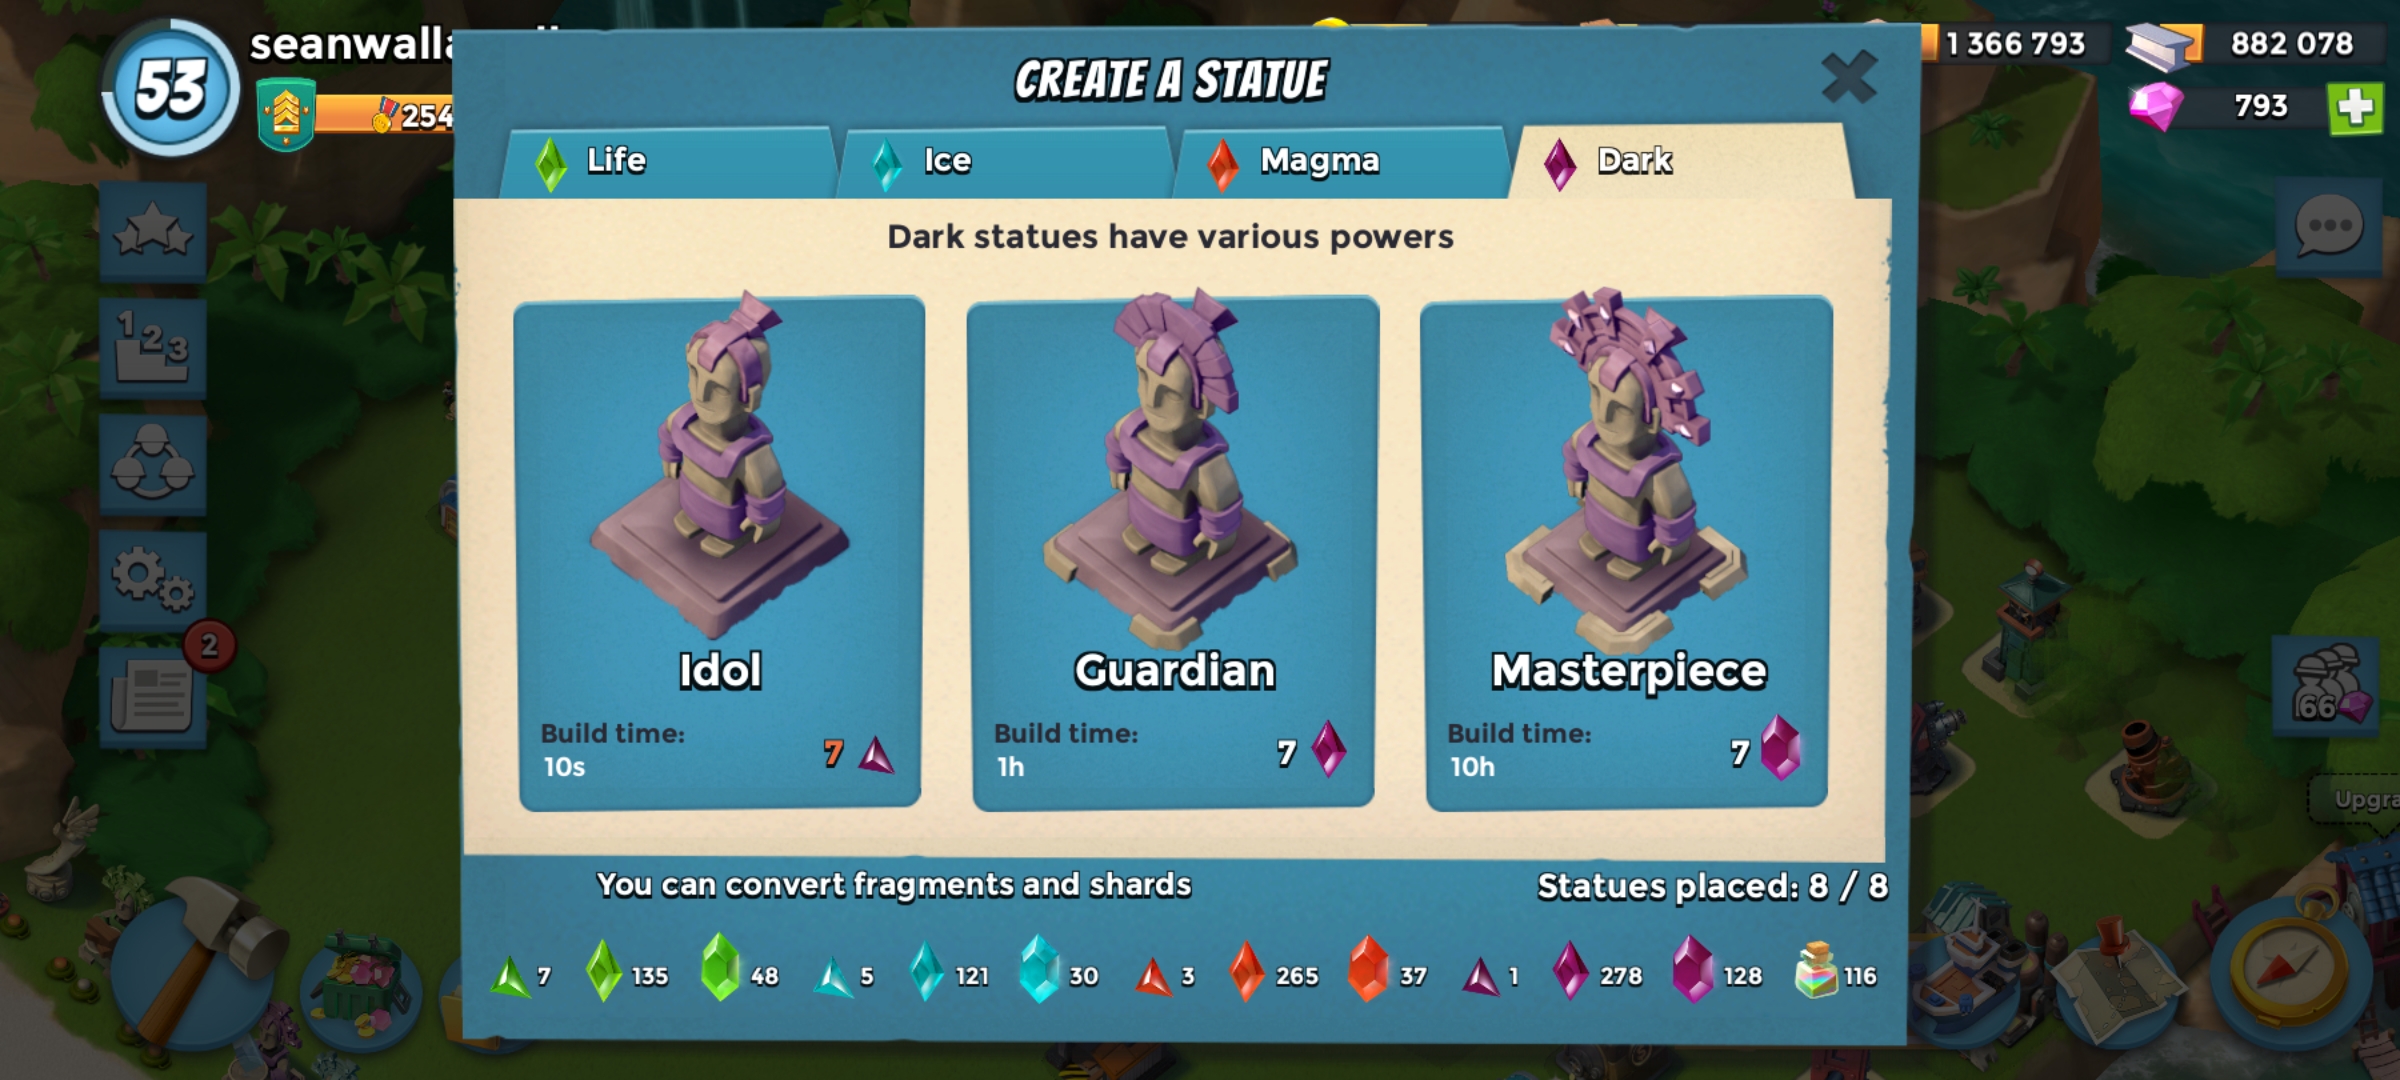 53
254
1 366 793
882 078
793
CREATE A STATUE
Life
Ice
Magma
Dark
Dark statues have various powers
1 2 3
2
Idol
Build time:
10s
7
Guardian
Build time:
1h
7
Masterpiece
Build time:
10h
7
66
You can convert fragments and shards
Statues placed: 8 / 8
7
135
48
5
121
30
3
265
37
1
278
128
116